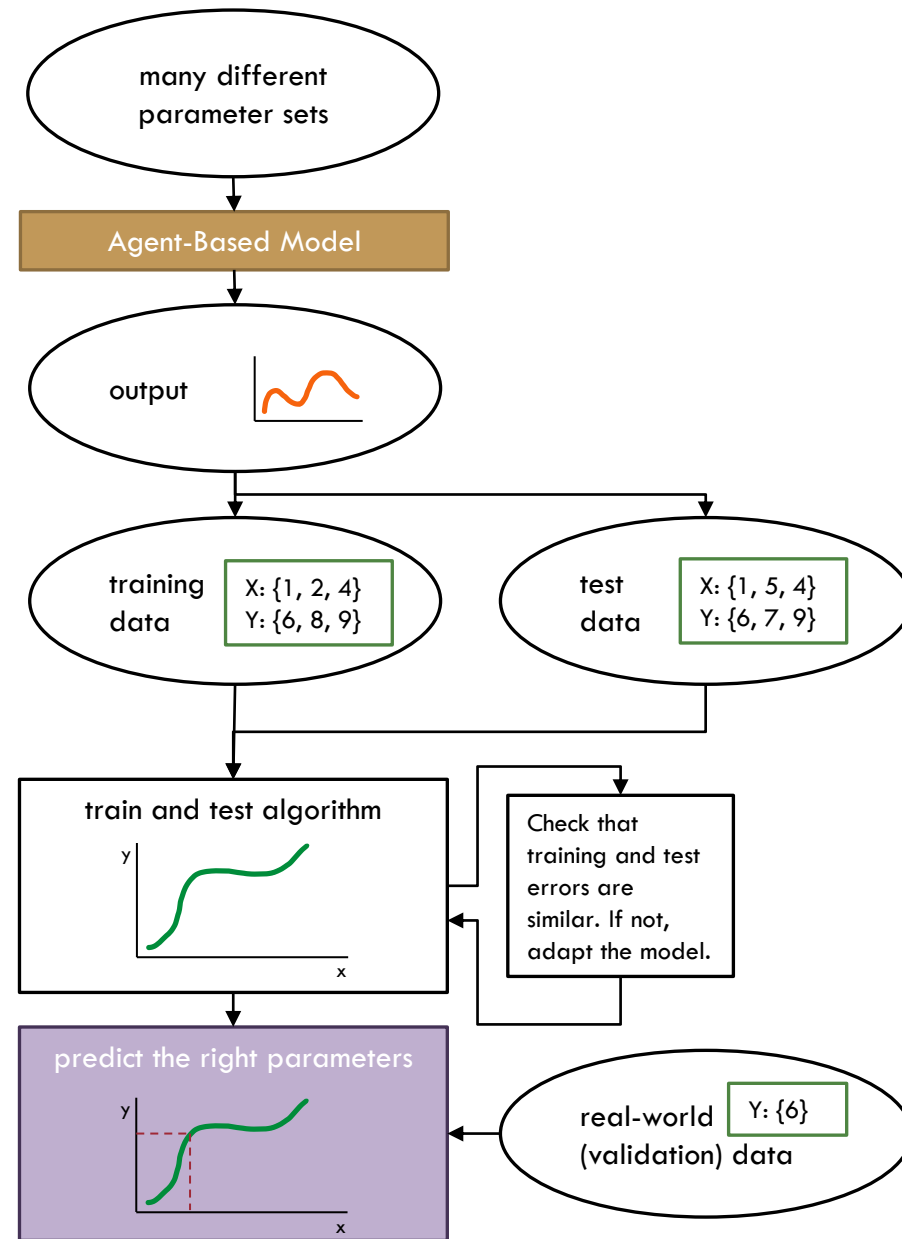 many different
parameter sets
Agent-Based Model
output
training
data
X: {1, 2, 4}
Y: {6, 8, 9}
test
data
X: {1, 5, 4}
Y: {6, 7, 9}
train and test algorithm
y
x
Check that
training and test
errors are
similar. If not,
adapt the model.
predict the right parameters
y
x
real-world
(validation) data
Y: {6}